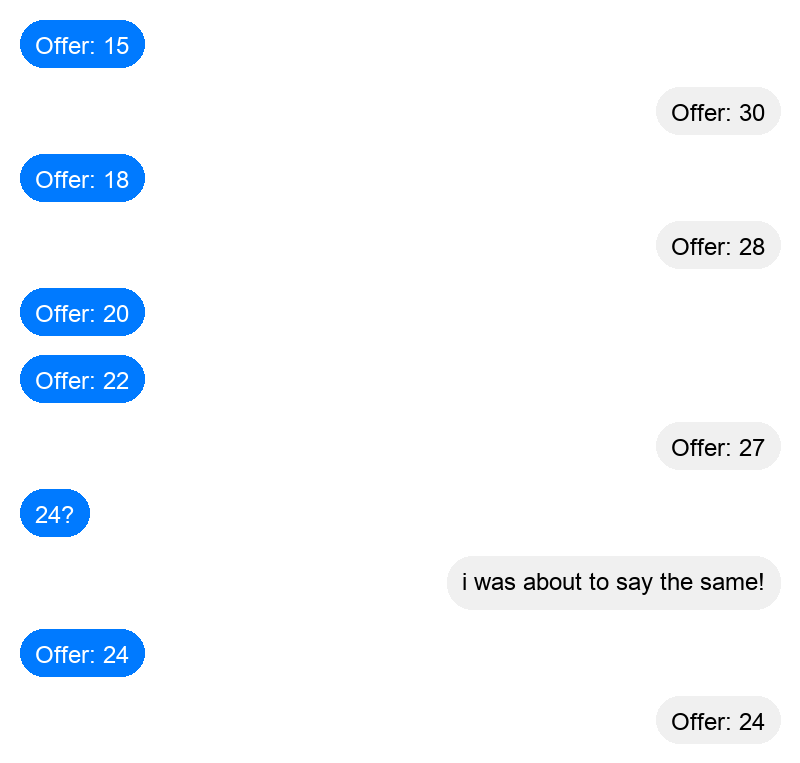 Offer: 15
Offer: 30
Offer: 18
Offer: 28
Offer: 20
Offer: 22
Offer: 27
24?
i was about to say the same!
Offer: 24
Offer: 24